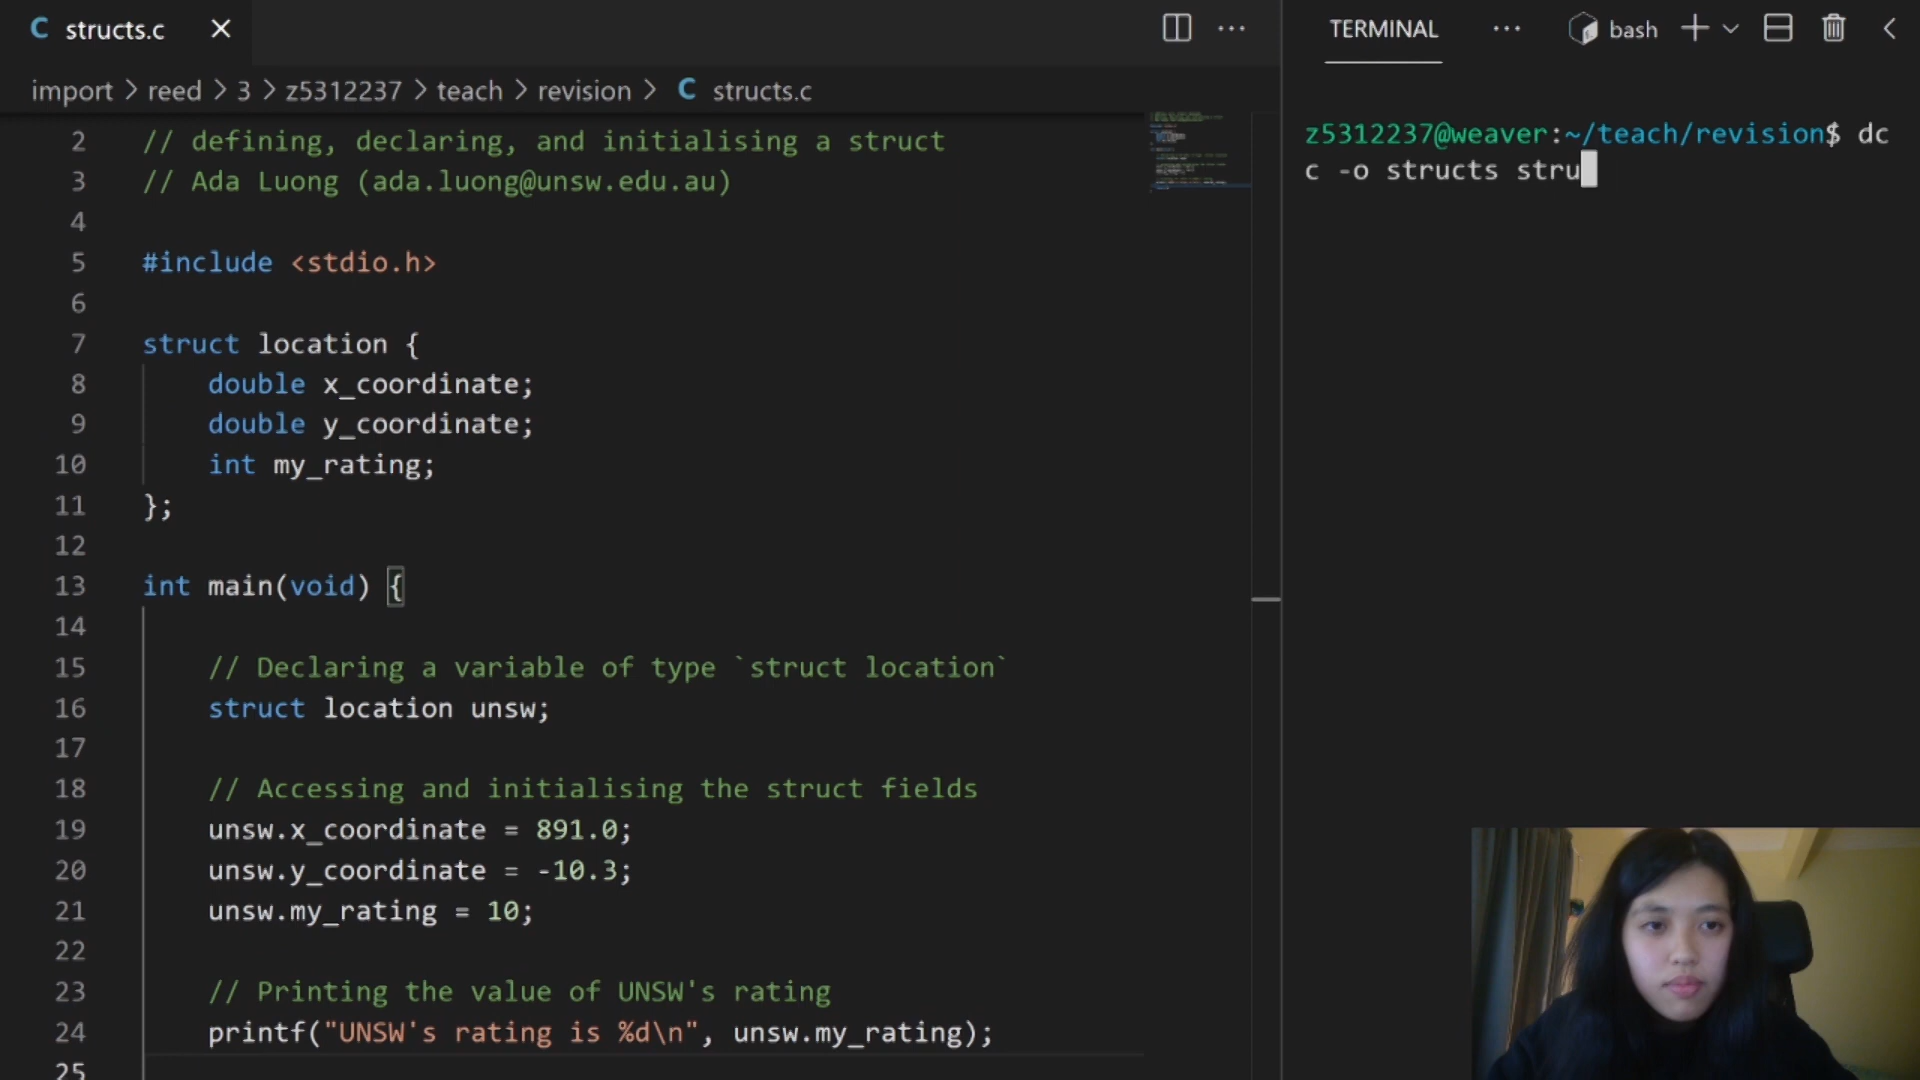 C structs.c ×
TERMINAL ··· bash
import > reed > 3 > z5312237 > teach > revision > C structs.c
2 // defining, declaring, and initialising a struct
3 // Ada Luong (ada.luong@unsw.edu.au)
4
5 #include <stdio.h>
6
7 struct location {
8 double x_coordinate;
9 double y_coordinate;
10 int my_rating;
11 };
12
13 int main(void) {
14
15 // Declaring a variable of type `struct location`
16 struct location unsw;
17
18 // Accessing and initialising the struct fields
19 unsw.x_coordinate = 891.0;
20 unsw.y_coordinate = -10.3;
21 unsw.my_rating = 10;
22
23 // Printing the value of UNSW's rating
24 printf("UNSW's rating is %d\n", unsw.my_rating);
25
z5312237@weaver:~/teach/revision$ dc
c -o structs stru